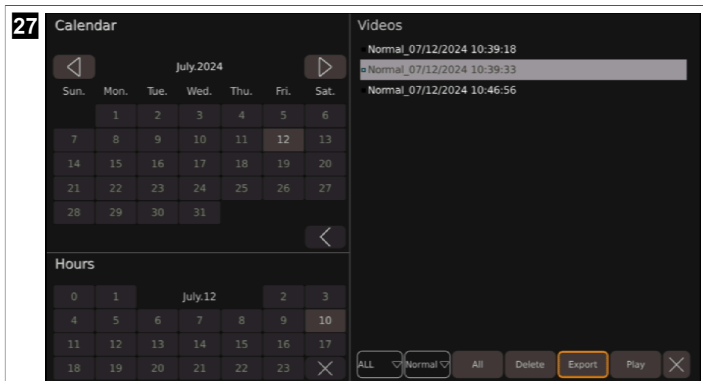 27
Calendar
July.2024
Sun. Mon. Tue. Wed. Thu. Fri. Sat.
1 2 3 4 5 6
7 8 9 10 11 12 13
14 15 16 17 18 19 20
21 22 23 24 25 26 27
28 29 30 31
Hours
0 1 July.12 2 3
4 5 6 7 8 9 10
11 12 13 14 15 16 17
18 19 20 21 22 23
Videos
Normal_07/12/2024 10:39:18
Normal_07/12/2024 10:39:33
Normal_07/12/2024 10:46:56
ALL Normal All Delete Export Play